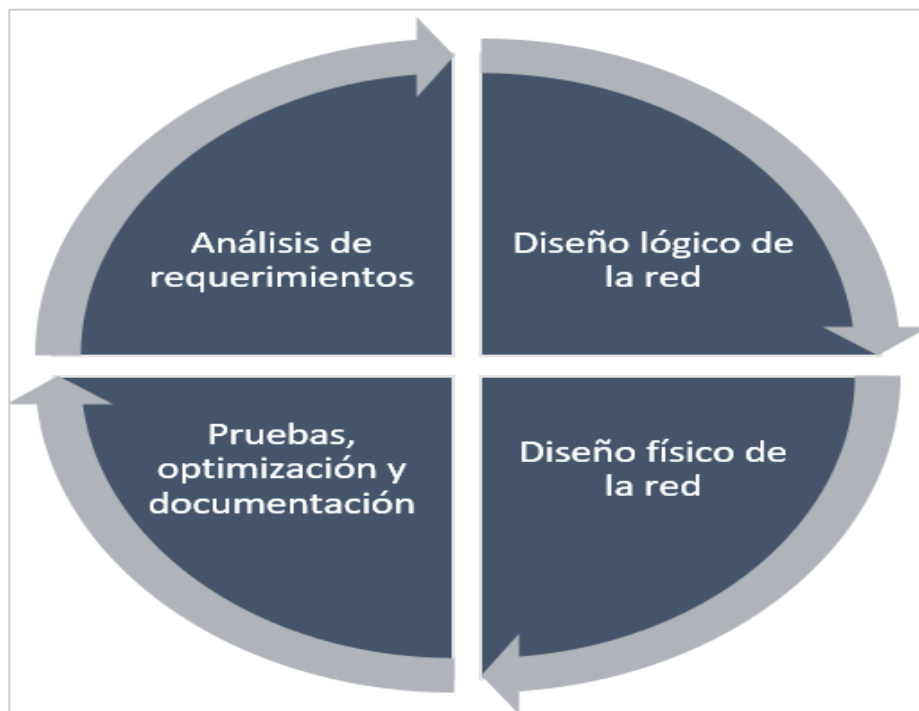 Análisis de
requerimientos
Diseño lógico de
la red
Pruebas,
optimización y
documentación
Diseño físico de
la red